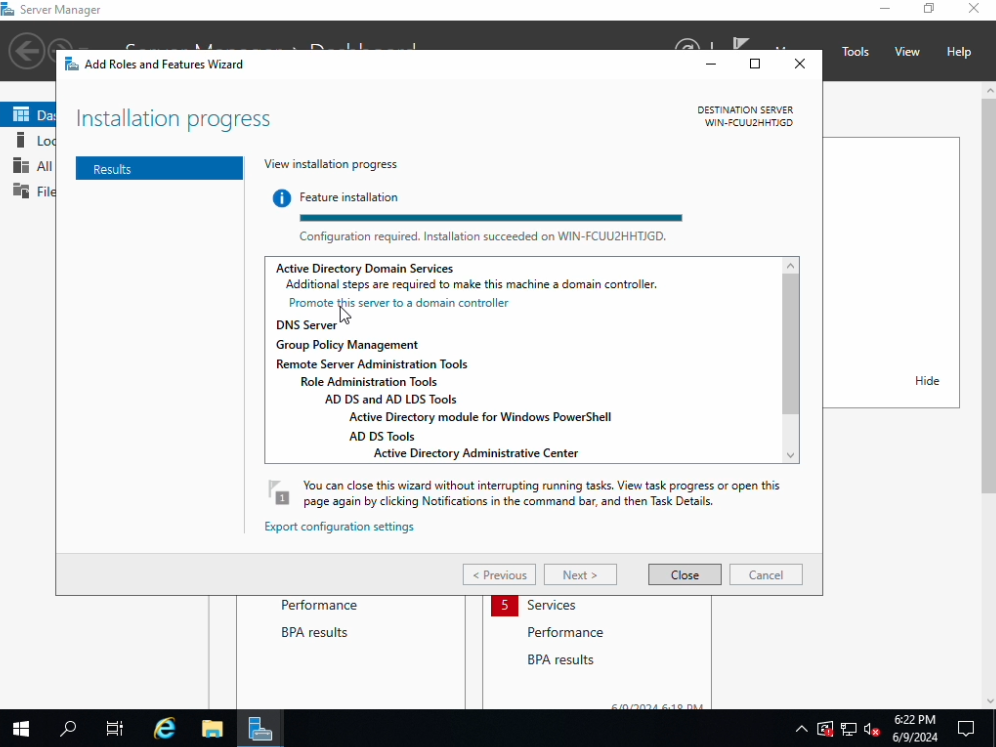 Server Manager
Tools
View
Help
Add Roles and Features Wizard
Installation progress
DESTINATION SERVER
WIN-FCUU2HHTJGD
Results
View installation progress
Feature installation
Configuration required. Installation succeeded on WIN-FCUU2HHTJGD.
Active Directory Domain Services
Additional steps are required to make this machine a domain controller.
Promote this server to a domain controller
DNS Server
Group Policy Management
Remote Server Administration Tools
Role Administration Tools
AD DS and AD LDS Tools
Active Directory module for Windows PowerShell
AD DS Tools
Active Directory Administrative Center
Hide
1
You can close this wizard without interrupting running tasks. View task progress or open this
page again by clicking Notifications in the command bar, and then Task Details.
Export configuration settings
< Previous
Next >
Close
Cancel
All
Performance
BPA results
5 Services
Performance
BPA results
6/9/2024 6:18 PM
6:22 PM
6/9/2024